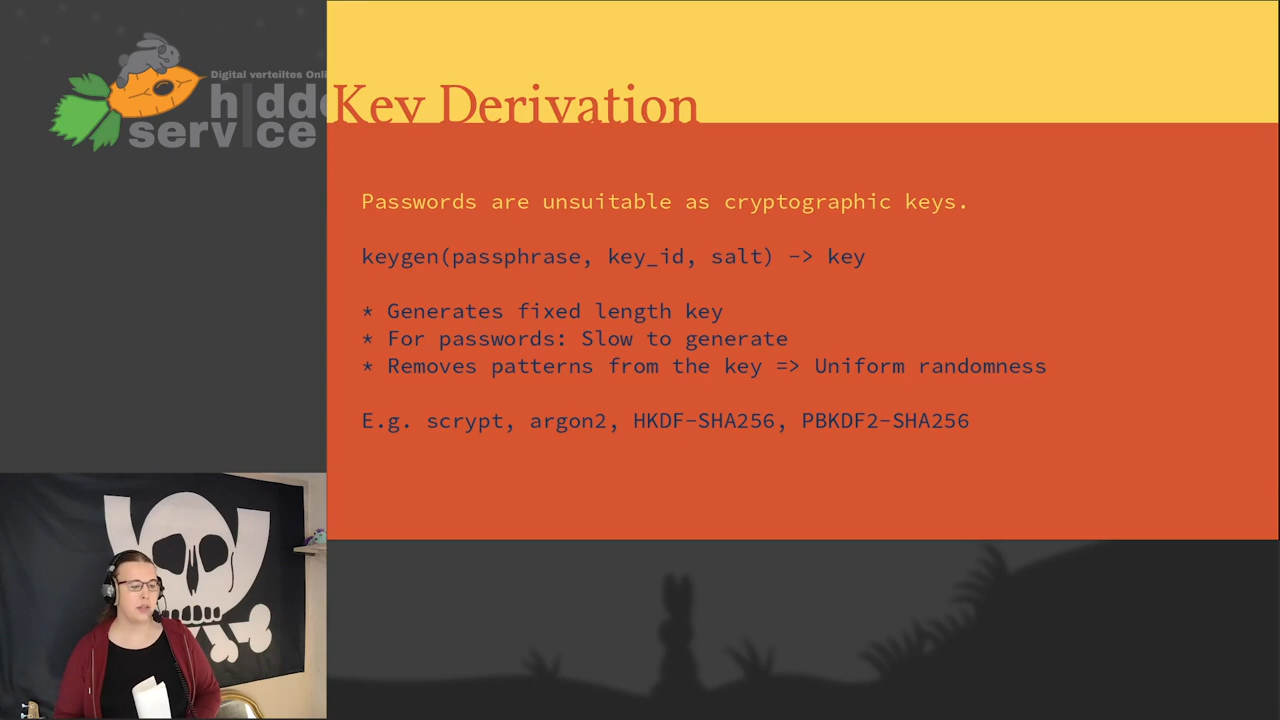 Digital verteiltes Onli
hidde
service
Key Derivation
Passwords are unsuitable as cryptographic keys.
keygen(passphrase, key_id, salt) -> key
* Generates fixed length key
* For passwords: Slow to generate
* Removes patterns from the key => Uniform randomness
E.g. scrypt, argon2, HKDF-SHA256, PBKDF2-SHA256